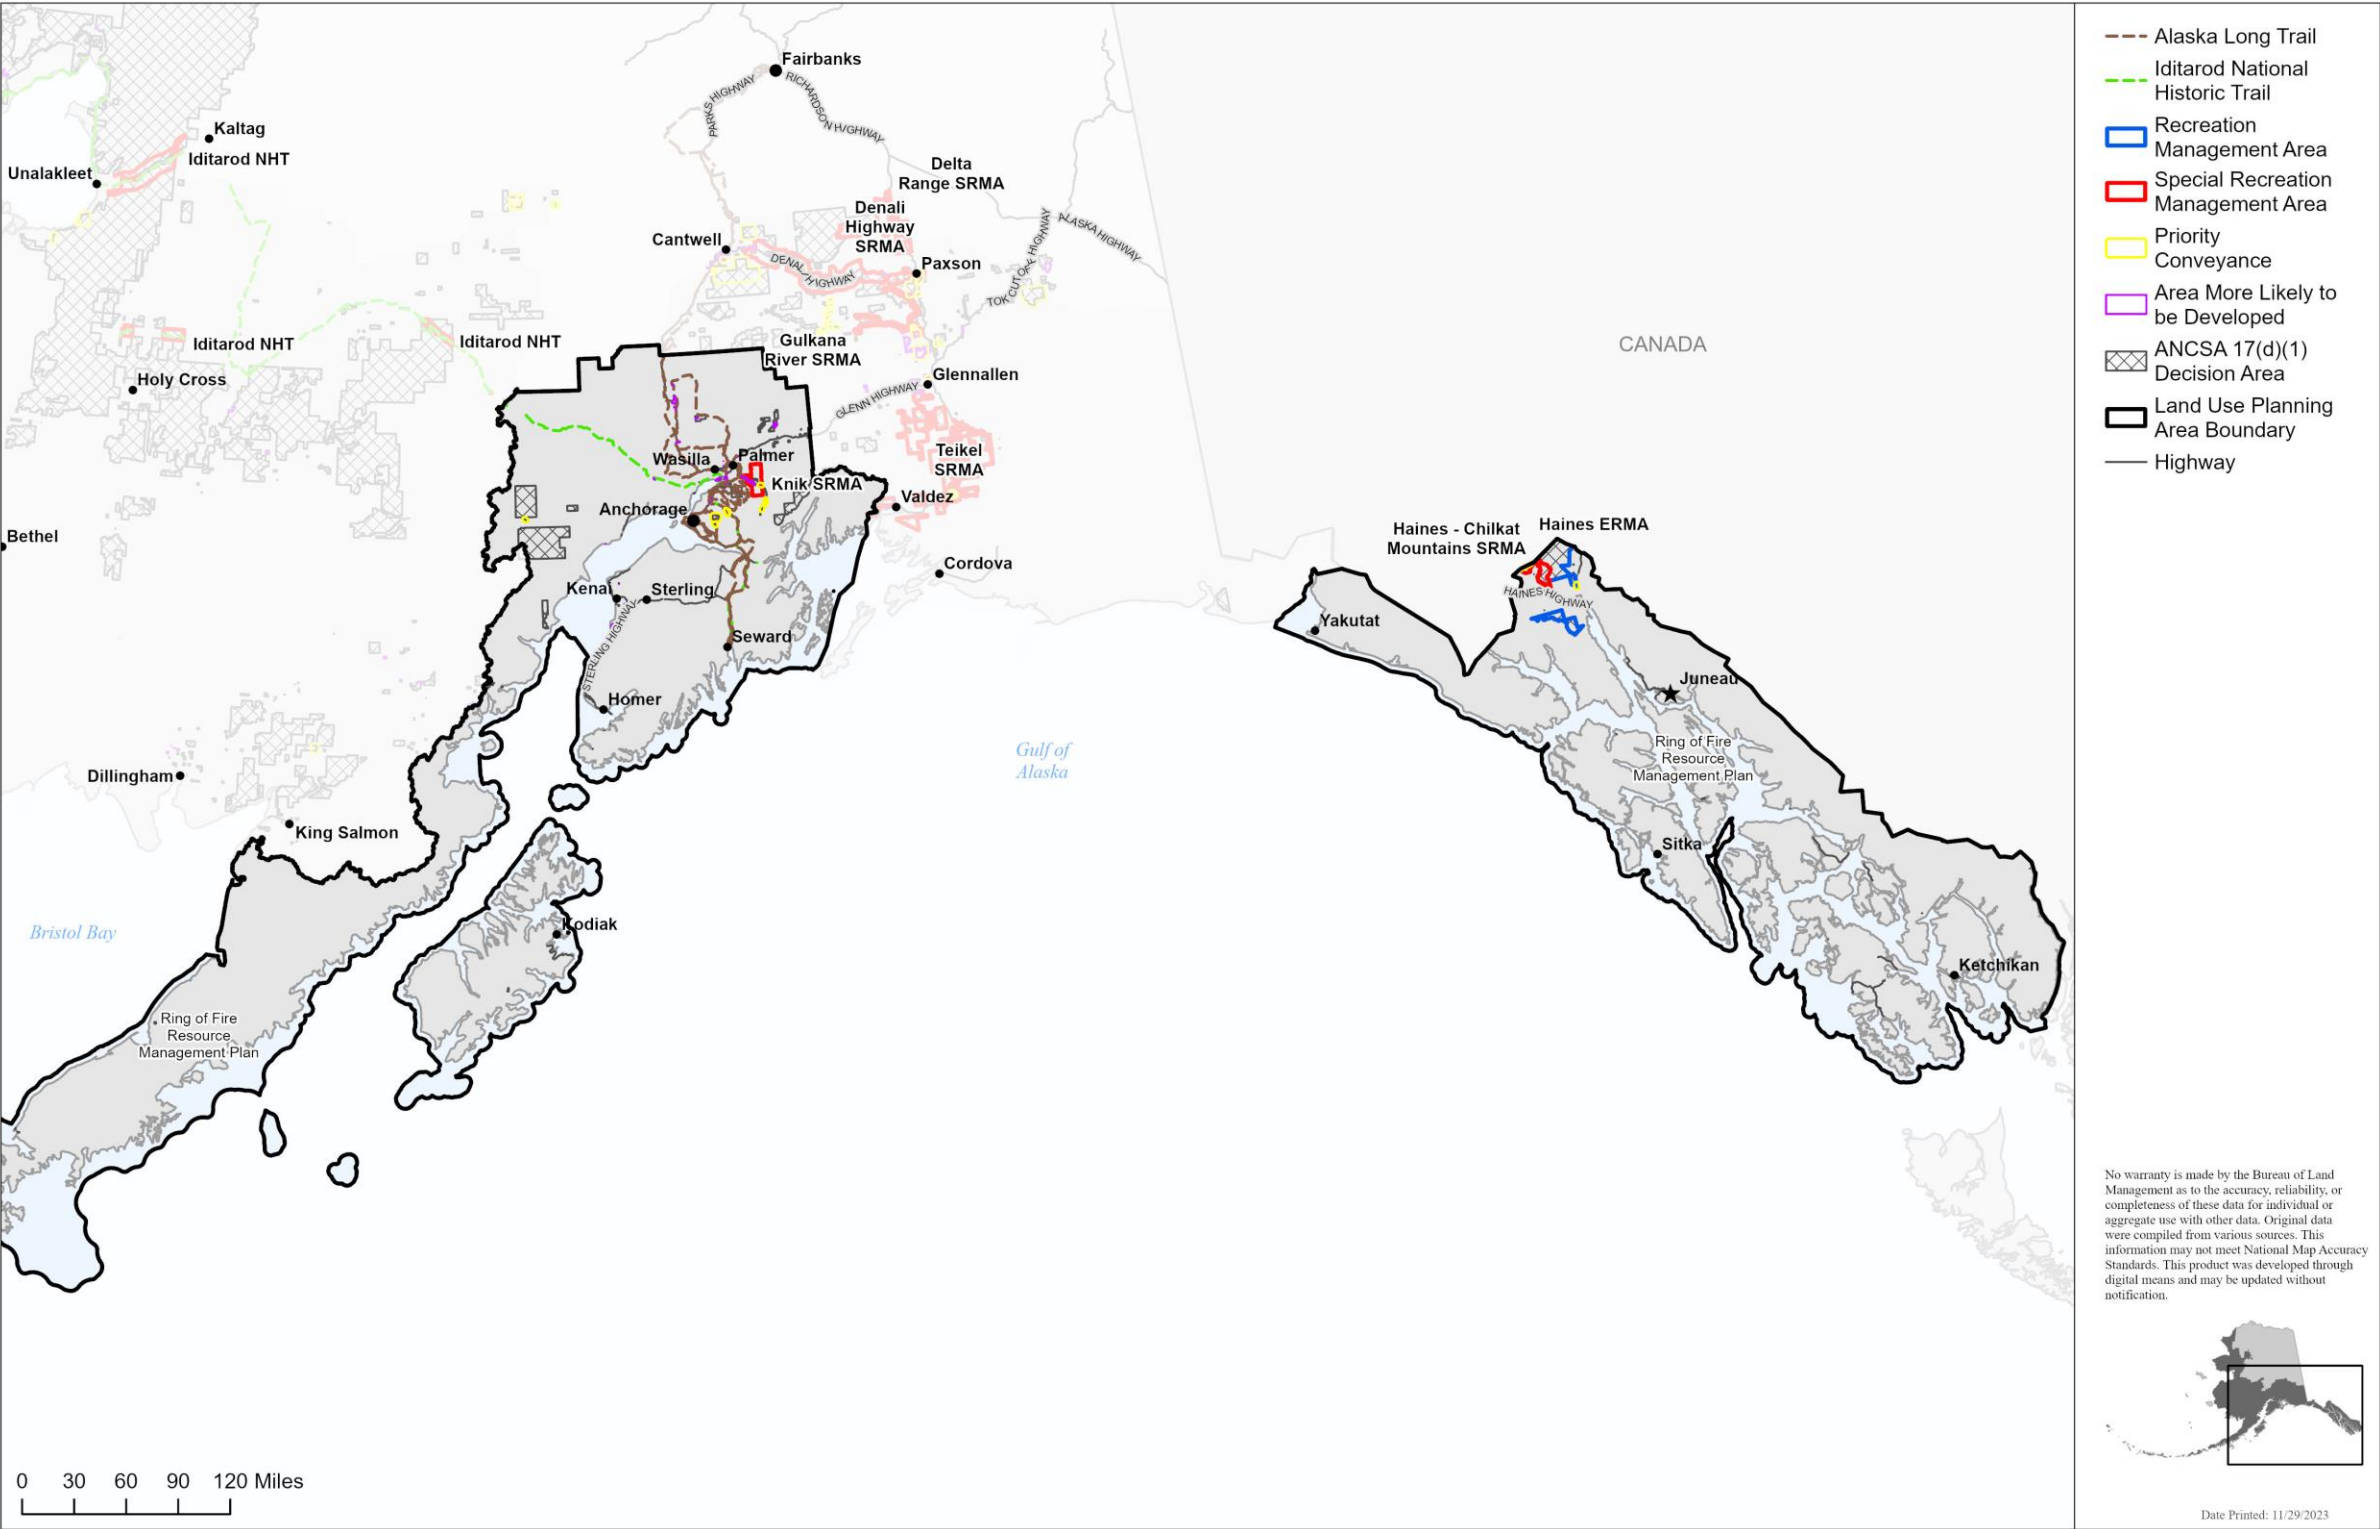 Fairbanks
PARKS HIGHWAY
RICHARDSON HIGHWAY
Kaltag
Iditarod NHT
Unalakleet
Delta
Range SRMA
Denali
Highway
SRMA
ALASKA HIGHWAY
Cantwell
DENALI HIGHWAY
Paxson
TOK CUTOFF HIGHWAY
Iditarod NHT
Iditarod NHT
Gulkana
River SRMA
CANADA
Holy Cross
Glennallen
GLENN HIGHWAY
Wasilla
Palmer
Teikel
SRMA
Knik SRMA
Valdez
Anchorage
Bethel
Haines - Chilkat
Mountains SRMA
Haines ERMA
Cordova
Kenai
Sterling
HAINES HIGHWAY
Yakutat
STERLING HIGHWAY
Seward
Juneau
Homer
Gulf of
Alaska
Ring of Fire
Resource
Management Plan
Dillingham
King Salmon
Sitka
Bristol Bay
Kodiak
Ketchikan
Ring of Fire
Resource
Management Plan
0 30 60 90 120 Miles
Alaska Long Trail
Iditarod National
Historic Trail
Recreation
Management Area
Special Recreation
Management Area
Priority
Conveyance
Area More Likely to
be Developed
ANCSA 17(d)(1)
Decision Area
Land Use Planning
Area Boundary
Highway
No warranty is made by the Bureau of Land
Management as to the accuracy, reliability, or
completeness of these data for individual or
aggregate use with other data. Original data
were compiled from various sources. This
information may not meet National Map Accuracy
Standards. This product was developed through
digital means and may be updated without
notification.
Date Printed: 11/29/2023